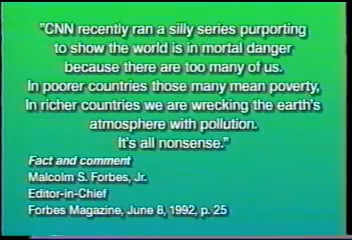 "CNN recently ran a silly series purporting
to show the world is in mortal danger
because there are too many of us.
In poorer countries those many mean poverty,
In richer countries we are wrecking the earth's
atmosphere with pollution.
It's all nonsense."
Fact and comment
Malcolm S. Forbes, Jr.
Editor-in-Chief
Forbes Magazine, June 8, 1992, p. 25